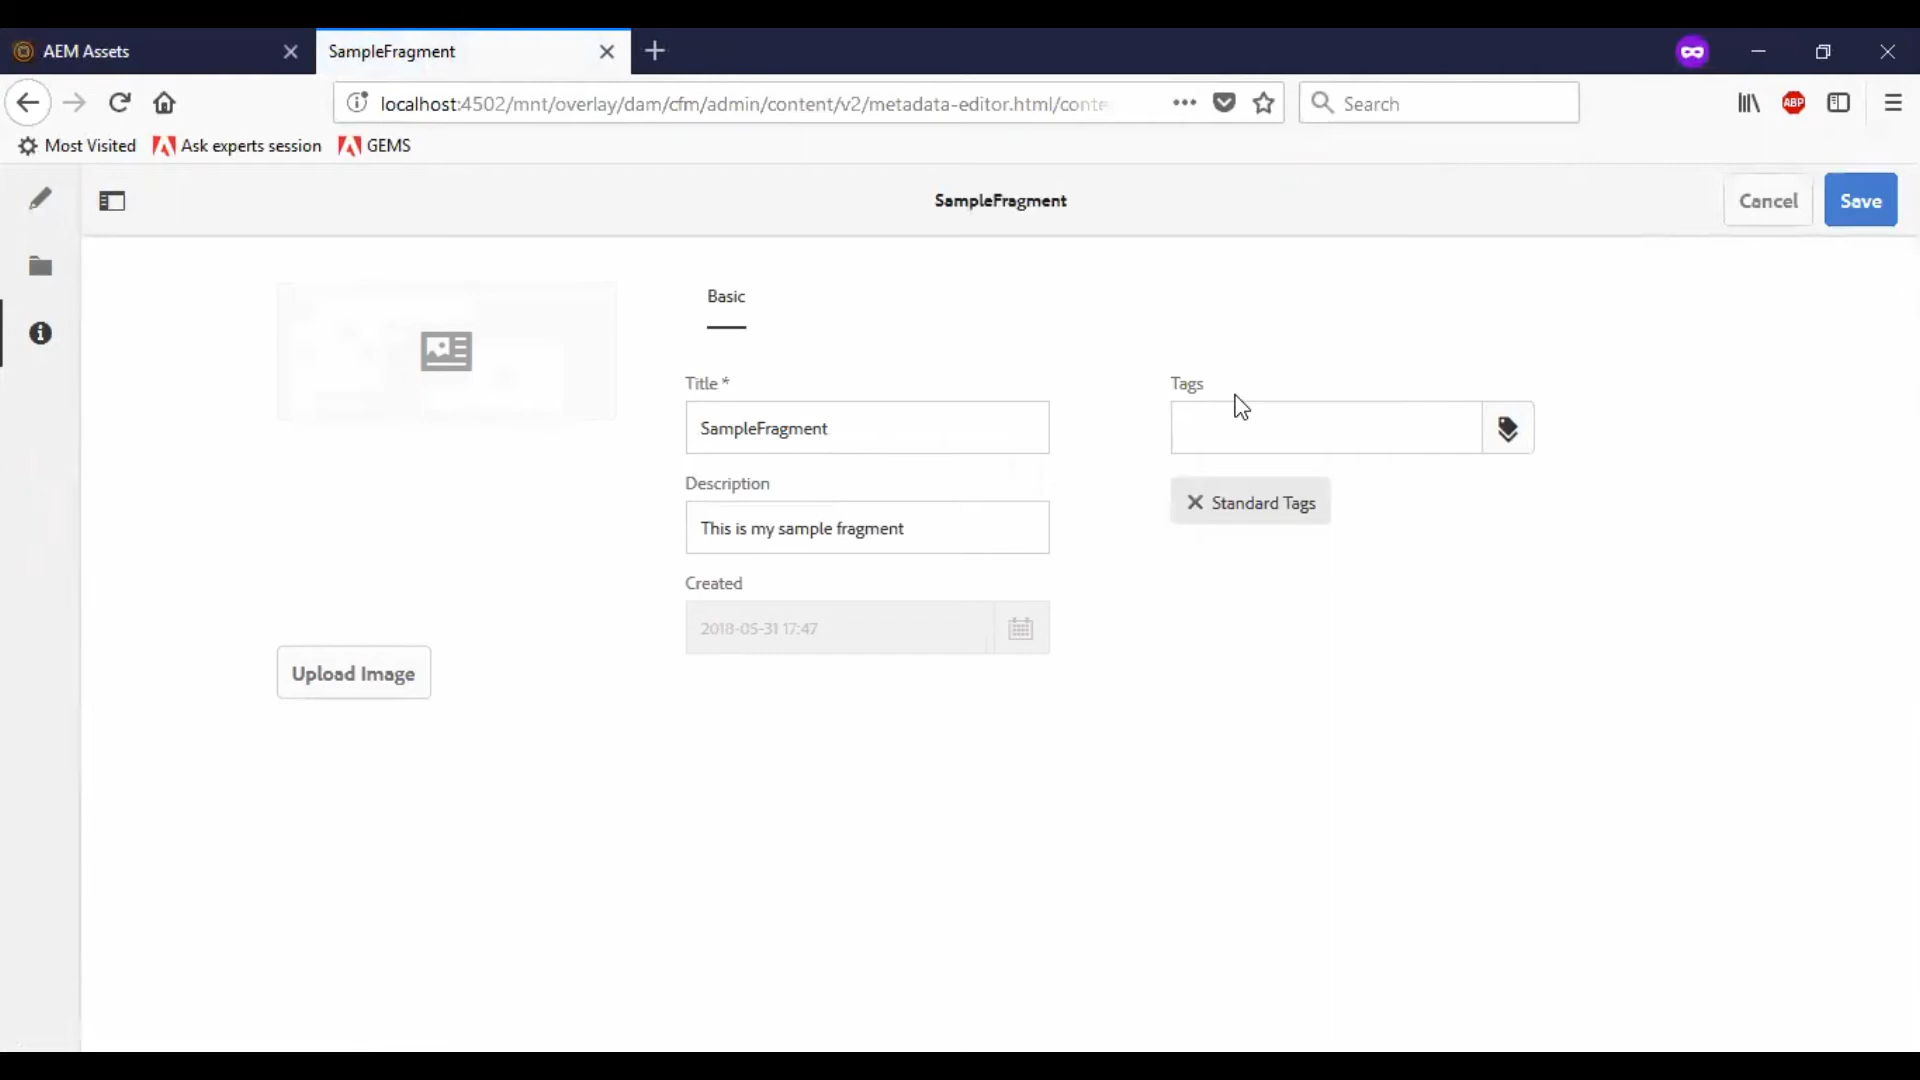 AEM Assets
SampleFragment
localhost:4502/mnt/overlay/dam/cfm/admin/content/v2/metadata-editor.html/conte
Search
ABP
Most Visited
Ask experts session
GEMS
SampleFragment
Cancel
Save
Basic
Title *
Tags
SampleFragment
Description
Standard Tags
This is my sample fragment
Created
2018-05-31 17:47
Upload Image